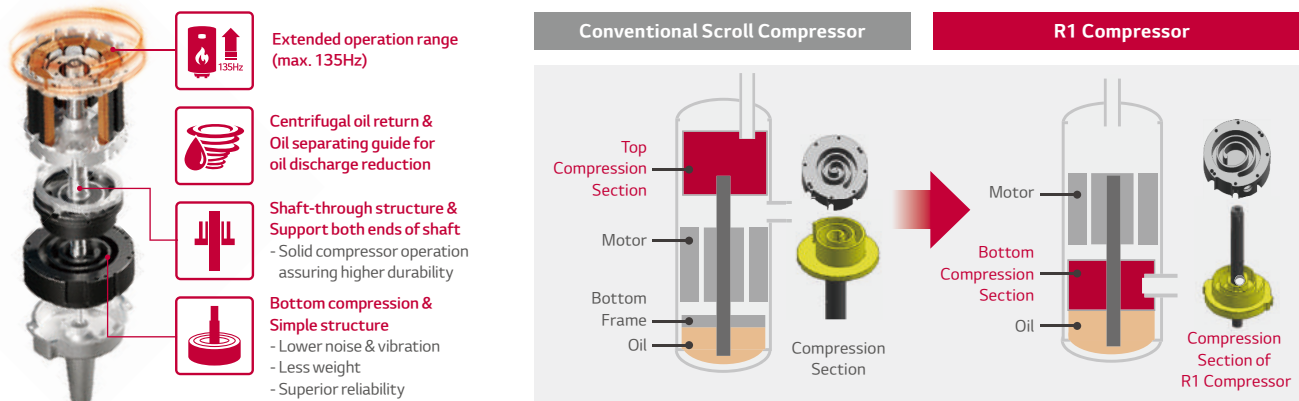 Extended operation range
(max. 135Hz)
135Hz
Centrifugal oil return &
Oil separating guide for
oil discharge reduction
Shaft-through structure &
Support both ends of shaft
- Solid compressor operation
assuring higher durability
Bottom compression &
Simple structure
- Lower noise & vibration
- Less weight
- Superior reliability
Conventional Scroll Compressor
Top
Compression
Section
Motor
Bottom
Frame
Oil
Compression
Section
R1 Compressor
Motor
Bottom
Compression
Section
Oil
Compression
Section of
R1 Compressor